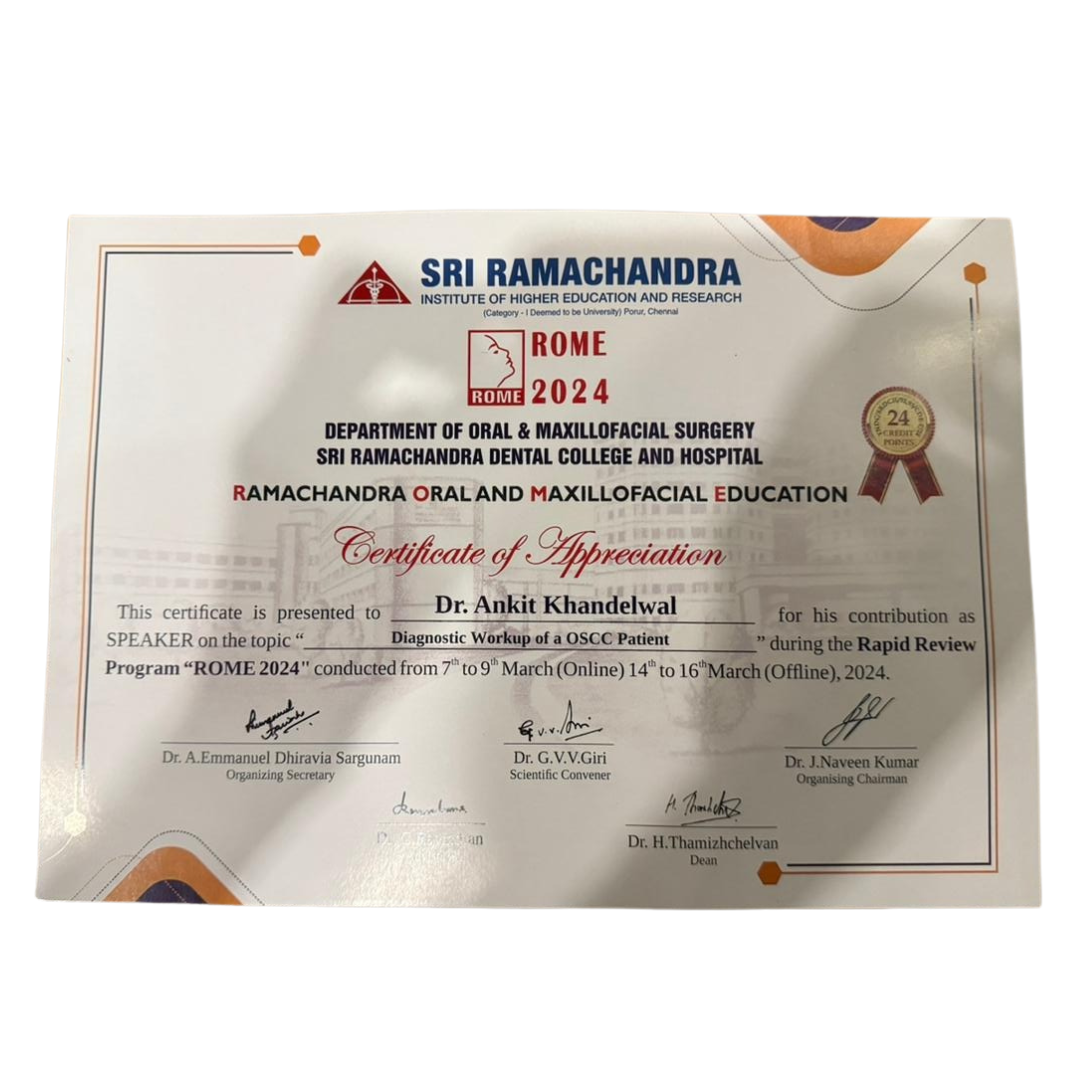 SRI RAMACHANDRA
INSTITUTE OF HIGHER EDUCATION AND RESEARCH
(Category - I Deemed to be University) Porur, Chennai
ROME
ROME
2024
DEPARTMENT OF ORAL & MAXILLOFACIAL SURGERY
SRI RAMACHANDRA DENTAL COLLEGE AND HOSPITAL
24
CREDIT
POINTS
RAMACHANDRA ORAL AND MAXILLOFACIAL EDUCATION
Certificate of Appreciation
This certificate is presented to Dr. Ankit Khandelwal for his contribution as
SPEAKER on the topic “ Diagnostic Workup of a OSCC Patient ” during the Rapid Review
Program “ROME 2024" conducted from 7th to 9th March (Online) 14th to 16th March (Offline), 2024.
G.V.V.
H.
Dr. A.Emmanuel Dhiravia Sargunam
Organizing Secretary
Dr. G.V.V.Giri
Scientific Convener
Dr. J.Naveen Kumar
Organising Chairman
Dr. H.Thamizhchelvan
Dean